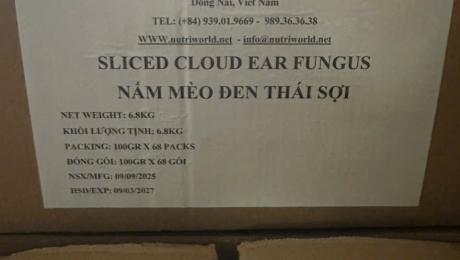 Dong Nai, Viet Nam
TEL: (+84) 939.01.9669 - 989.36.36.38
WWW.nutriworld.net - info@nutriworld.net
SLICED CLOUD EAR FUNGUS
NẤM MÈO ĐEN THÁI SỢI
NET WEIGHT: 6.8KG
KHỐI LƯỢNG TỊNH: 6.8KG
PACKING: 100GR X 68 PACKS
ĐÓNG GÓI: 100GR X 68 GÓI
NSX/MFG: 09/09/2025
HSD/EXP: 09/03/2027